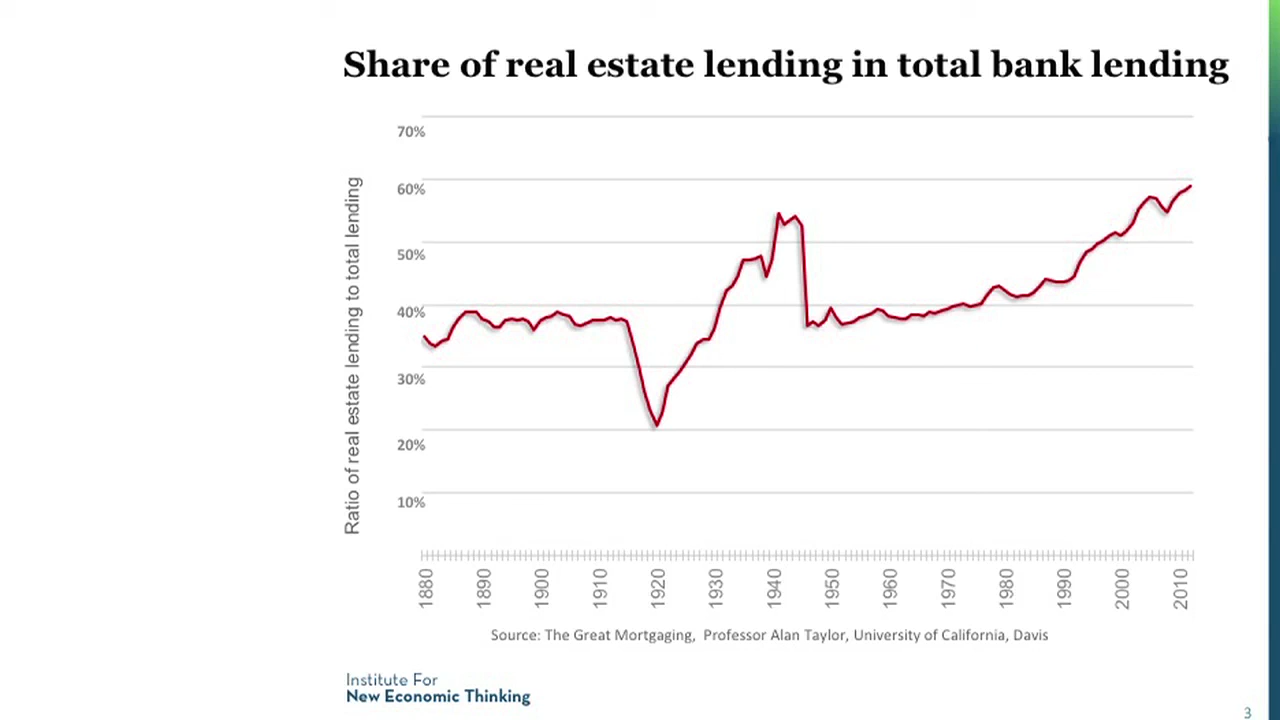 Share of real estate lending in total bank lending
Ratio of real estate lending to total lending
70%
60%
50%
40%
30%
20%
10%
1880 1890 1900 1910 1920 1930 1940 1950 1960 1970 1980 1990 2000 2010
Source: The Great Mortgaging, Professor Alan Taylor, University of California, Davis
Institute For
New Economic Thinking
3